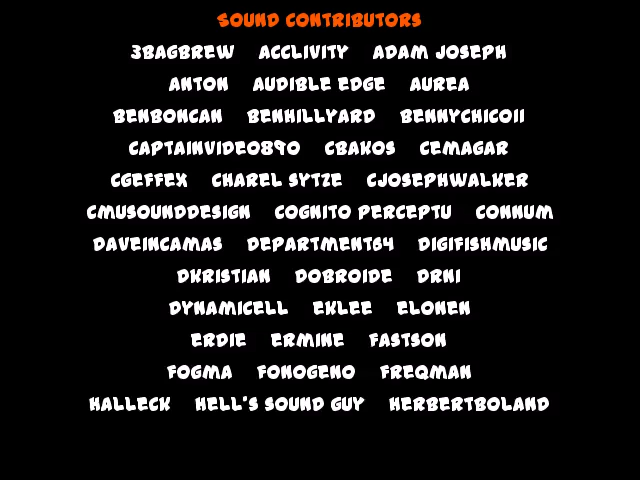 SOUND CONTRIBUTORS
3BAGBREW ACCLIVITY ADAM JOSEPH
ANTON AUDIBLE EDGE AUREA
BENBONCAN BENHILLYARD BENNYCHICO11
CAPTAINVIDEO890 CBAKOS CEMAGAR
CGEFFEX CHAREL SYTZE CJOSEPHWALKER
CMUSOUNDDESIGN COGNITO PERCEPTU CONNUM
DAVEINCAMAS DEPARTMENT64 DIGIFISHMUSIC
DKRISTIAN DOBROIDE DRNI
DYNAMICELL EKLEE ELONEN
ERDIE ERMINE FASTSON
FOGMA FONOGENO FREQMAN
HALLECK HELL'S SOUND GUY HERBERTBOLAND